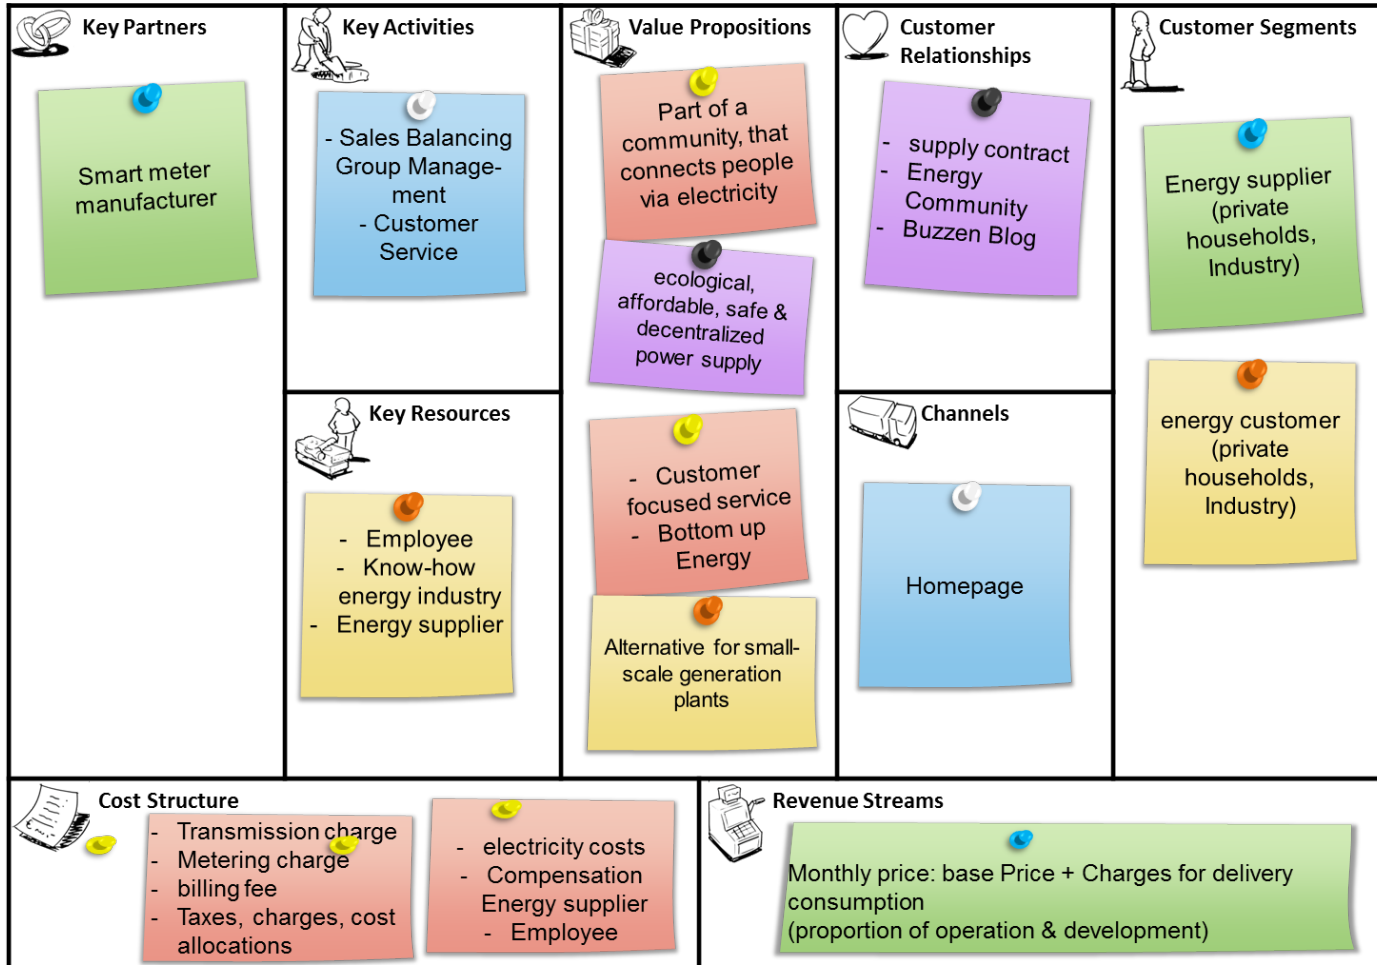 Key Partners
Smart meter
manufacturer
Key Activities
- Sales Balancing
Group Manage-
ment
- Customer
Service
Key Resources
- Employee
- Know-how
energy industry
- Energy supplier
Value Propositions
Part of a
community, that
connects people
via electricity
ecological,
affordable, safe &
decentralized
power supply
- Customer
focused service
- Bottom up
Energy
Alternative for small-
scale generation
plants
Customer
Relationships
- supply contract
- Energy
Community
- Buzzen Blog
Channels
Homepage
Customer Segments
Energy supplier
(private
households,
Industry)
energy customer
(private
households,
Industry)
Cost Structure
- Transmission charge
- Metering charge
- billing fee
- Taxes, charges, cost
allocations
- electricity costs
- Compensation
Energy supplier
- Employee
Revenue Streams
Monthly price: base Price + Charges for delivery
consumption
(proportion of operation & development)